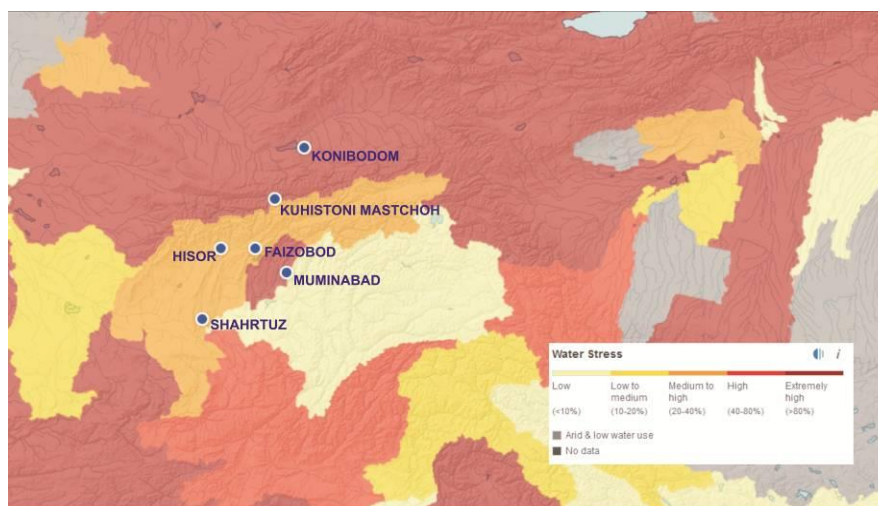 KONIBODOM
KUHISTONI MASTCHOH
HISOR
FAIZOBOD
MUMINABAD
SHAHRTUZ
Water Stress
i
Low
(<10%)
Low to
medium
(10-20%)
Medium to
high
(20-40%)
High
(40-80%)
Extremely
high
(>80%)
Arid & low water use
No data